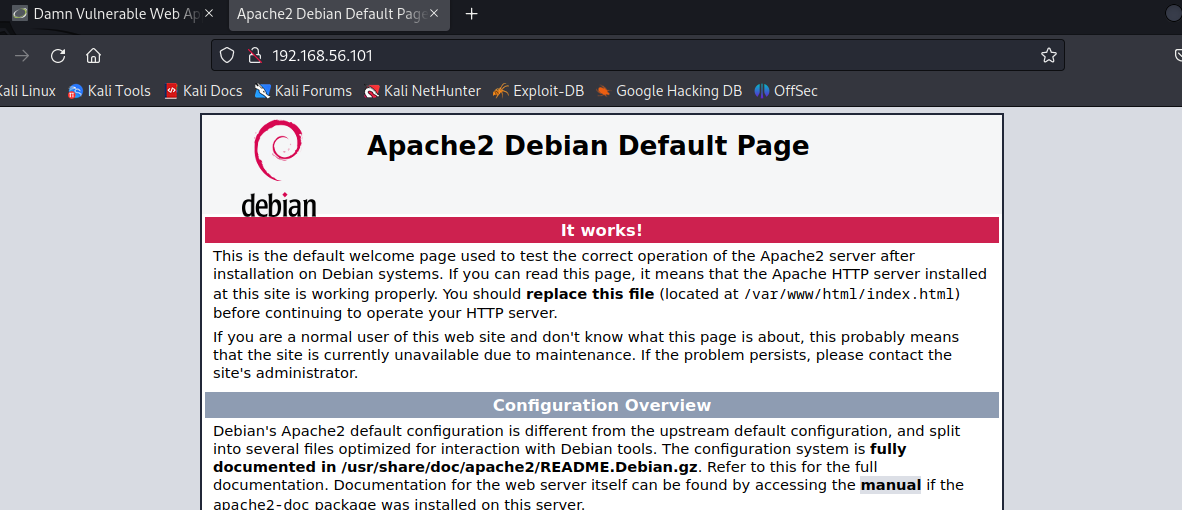 Damn Vulnerable Web Ap
Apache2 Debian Default Page
192.168.56.101
Kali Linux Kali Tools Kali Docs Kali Forums Kali NetHunter Exploit-DB Google Hacking DB OffSec
debian
Apache2 Debian Default Page
It works!
This is the default welcome page used to test the correct operation of the Apache2 server after
installation on Debian systems. If you can read this page, it means that the Apache HTTP server installed
at this site is working properly. You should replace this file (located at /var/www/html/index.html)
before continuing to operate your HTTP server.
If you are a normal user of this web site and don't know what this page is about, this probably means
that the site is currently unavailable due to maintenance. If the problem persists, please contact the
site's administrator.
Configuration Overview
Debian's Apache2 default configuration is different from the upstream default configuration, and split
into several files optimized for interaction with Debian tools. The configuration system is fully
documented in /usr/share/doc/apache2/README.Debian.gz. Refer to this for the full
documentation. Documentation for the web server itself can be found by accessing the manual if the
apache2-doc package was installed on this server.